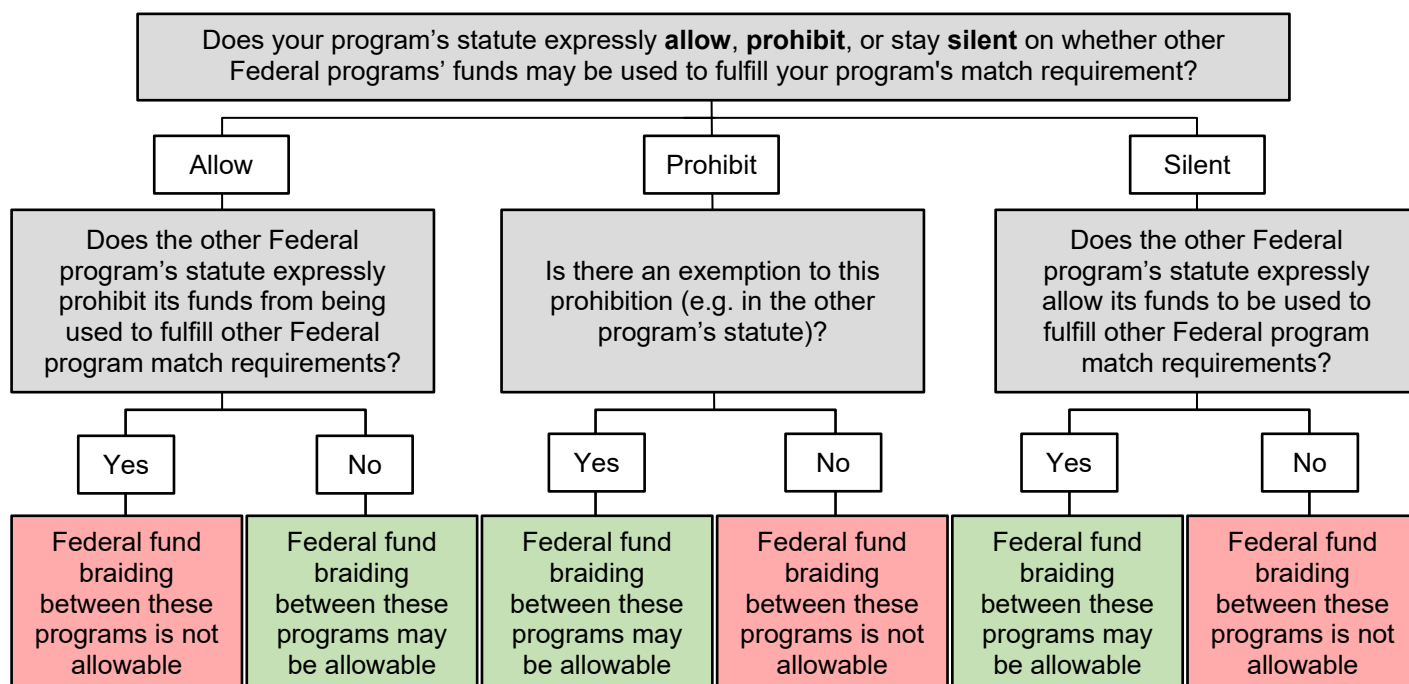 Does your program’s statute expressly allow, prohibit, or stay silent on whether other
Federal programs’ funds may be used to fulfill your program's match requirement?
Allow
Prohibit
Silent
Does the other Federal
program’s statute expressly
prohibit its funds from being
used to fulfill other Federal
program match requirements?
Is there an exemption to this
prohibition (e.g. in the other
program’s statute)?
Does the other Federal
program’s statute expressly
allow its funds to be used to
fulfill other Federal program
match requirements?
Yes
No
Yes
No
Yes
No
Federal fund
braiding
between these
programs is not
allowable
Federal fund
braiding
between these
programs may
be allowable
Federal fund
braiding
between these
programs may
be allowable
Federal fund
braiding
between these
programs is not
allowable
Federal fund
braiding
between these
programs may
be allowable
Federal fund
braiding
between these
programs is not
allowable